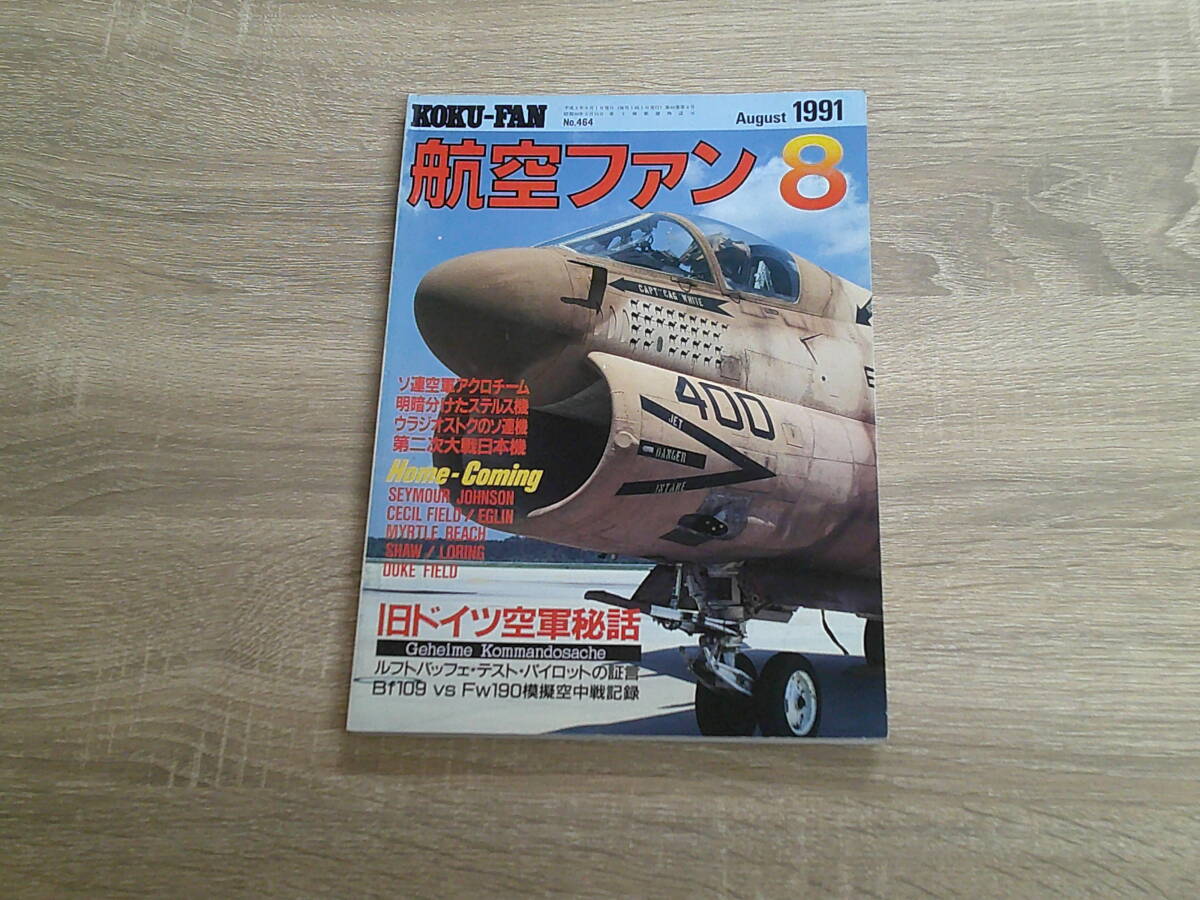 KOKU-FAN
No.464
August 1991
航空ファン 8
CAPT "CAG" WHITE
400
JET
DANGER
INTAKE
ソ連空軍アクロチーム
明暗分けたステルス機
ウラジオストクのソ連機
第二次大戦日本機
Home-Coming
SEYMOUR JOHNSON
CECIL FIELD / EGLIN
MYRTLE BEACH
SHAW / LORING
DUKE FIELD
旧ドイツ空軍秘話
Geheime Kommandosache
ルフトバッフェ・テスト・パイロットの証言
Bf109 vs Fw190模擬空中戦記録